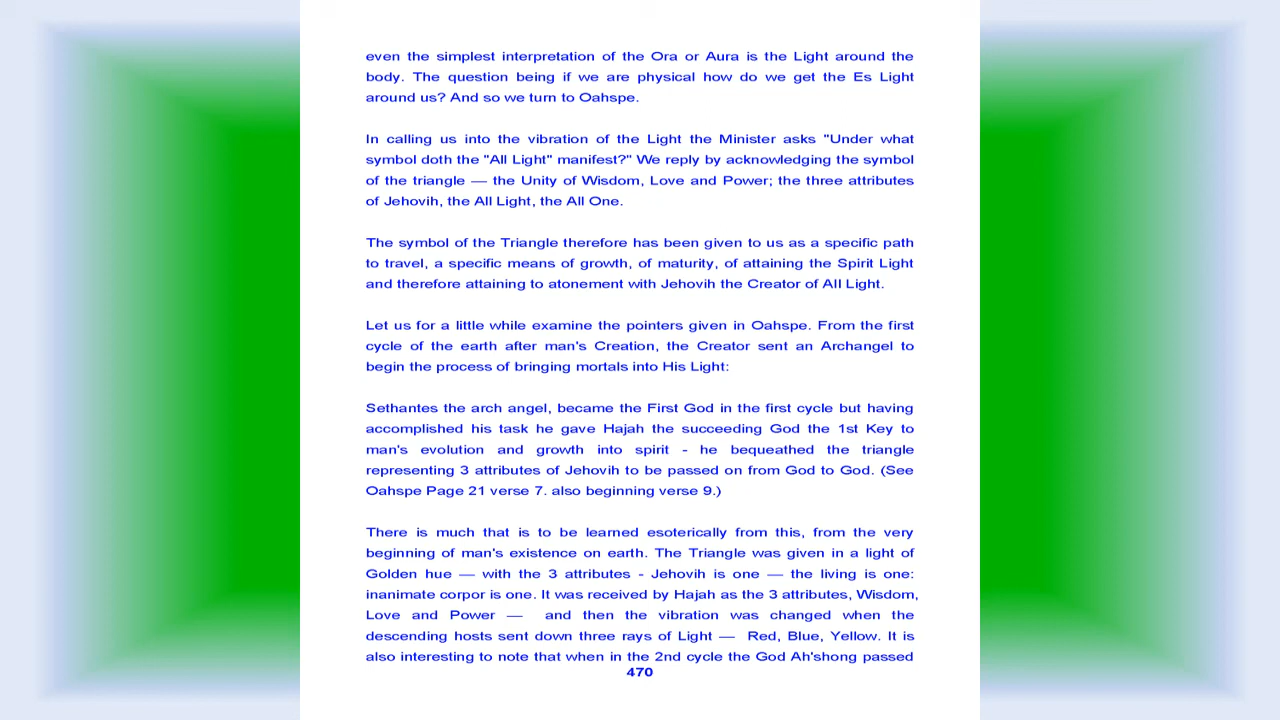 even the simplest interpretation of the Ora or Aura is the Light around the
body. The question being if we are physical how do we get the Es Light
around us? And so we turn to Oahspe.
In calling us into the vibration of the Light the Minister asks "Under what
symbol doth the "All Light" manifest?" We reply by acknowledging the symbol
of the triangle — the Unity of Wisdom, Love and Power; the three attributes
of Jehovih, the All Light, the All One.
The symbol of the Triangle therefore has been given to us as a specific path
to travel, a specific means of growth, of maturity, of attaining the Spirit Light
and therefore attaining to atonement with Jehovih the Creator of All Light.
Let us for a little while examine the pointers given in Oahspe. From the first
cycle of the earth after man's Creation, the Creator sent an Archangel to
begin the process of bringing mortals into His Light:
Sethantes the arch angel, became the First God in the first cycle but having
accomplished his task he gave Hajah the succeeding God the 1st Key to
man's evolution and growth into spirit - he bequeathed the triangle
representing 3 attributes of Jehovih to be passed on from God to God. (See
Oahspe Page 21 verse 7. also beginning verse 9.)
There is much that is to be learned esoterically from this, from the very
beginning of man's existence on earth. The Triangle was given in a light of
Golden hue — with the 3 attributes - Jehovih is one — the living is one:
inanimate corpor is one. It was received by Hajah as the 3 attributes, Wisdom,
Love and Power — and then the vibration was changed when the
descending hosts sent down three rays of Light — Red, Blue, Yellow. It is
also interesting to note that when in the 2nd cycle the God Ah'shong passed
470